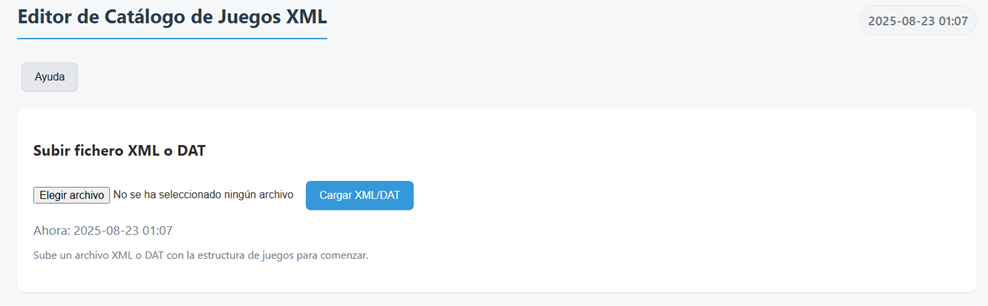 Editor de Catálogo de Juegos XML
2025-08-23 01:07
Ayuda
Subir fichero XML o DAT
Elegir archivo No se ha seleccionado ningún archivo Cargar XML/DAT
Ahora: 2025-08-23 01:07
Sube un archivo XML o DAT con la estructura de juegos para comenzar.